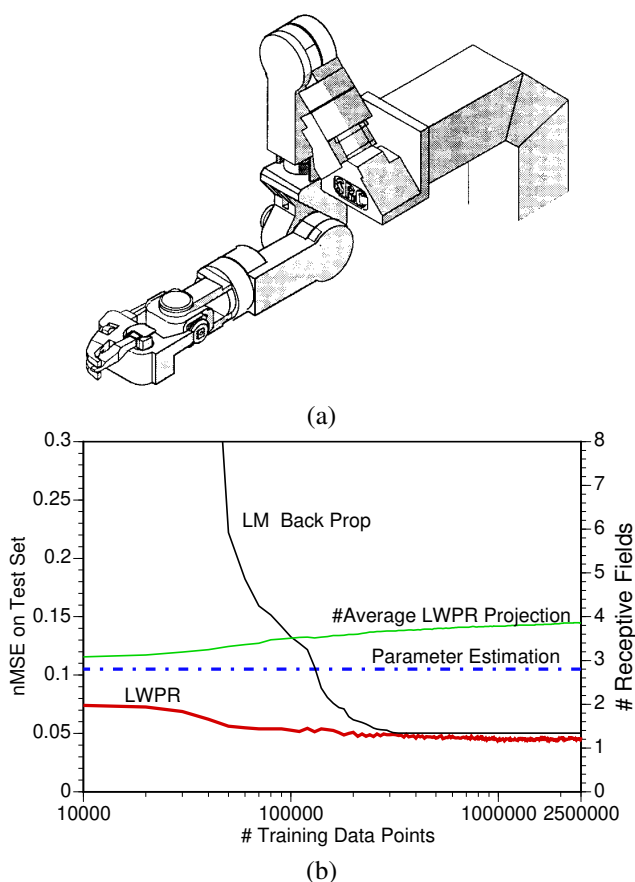 (a)
0.3
0.25
0.2
0.15
0.1
0.05
0
nMSE on Test Set
8
7
6
5
4
3
2
1
0
# Receptive Fields
LM Back Prop
#Average LWPR Projection
Parameter Estimation
LWPR
10000
100000
1000000
2500000
# Training Data Points
(b)